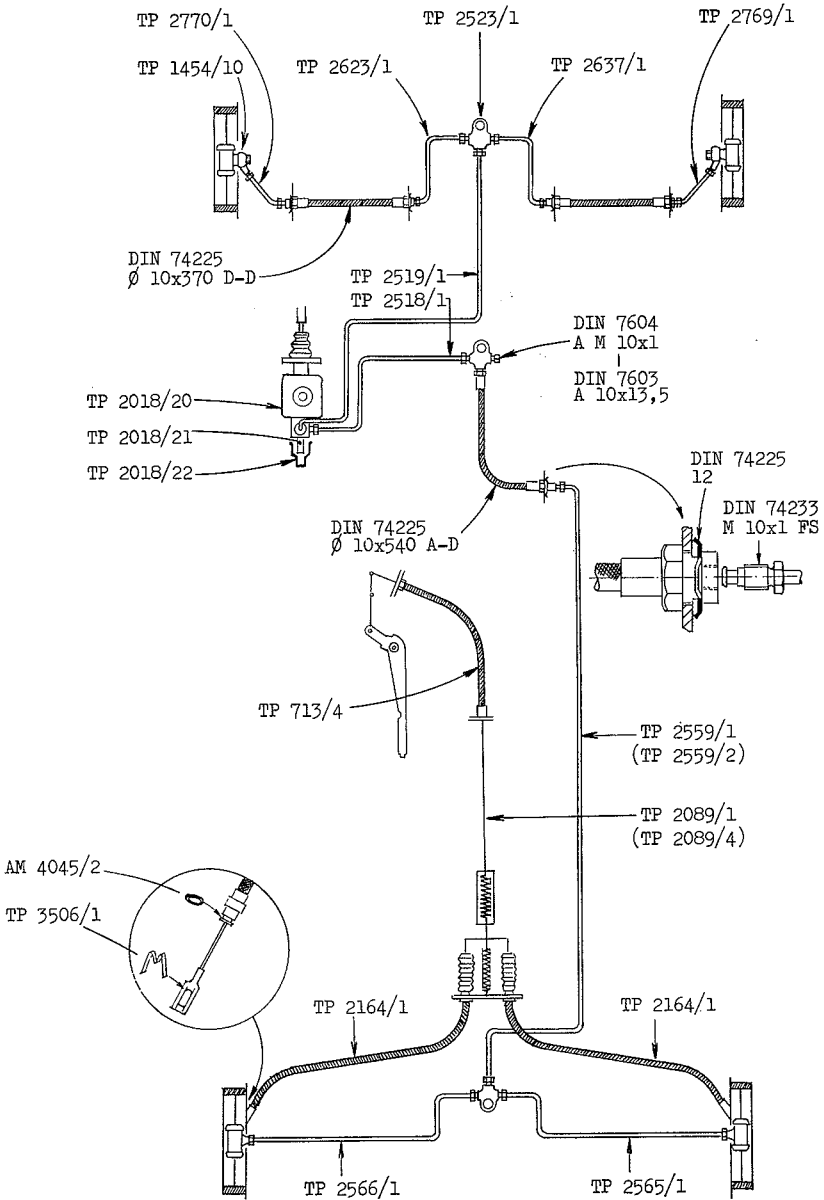 TP 2770/1
TP 2523/1
TP 2769/1
TP 1454/10
TP 2623/1
TP 2637/1
DIN 74225
Ø 10x370 D-D
TP 2519/1
TP 2518/1
DIN 7604
A M 10x1
DIN 7603
A 10x13,5
TP 2018/20
TP 2018/21
TP 2018/22
DIN 74225
12
DIN 74233
M 10x1 FS
DIN 74225
Ø 10x540 A-D
TP 713/4
TP 2559/1
(TP 2559/2)
TP 2089/1
(TP 2089/4)
AM 4045/2
TP 3506/1
TP 2164/1
TP 2164/1
TP 2566/1
TP 2565/1